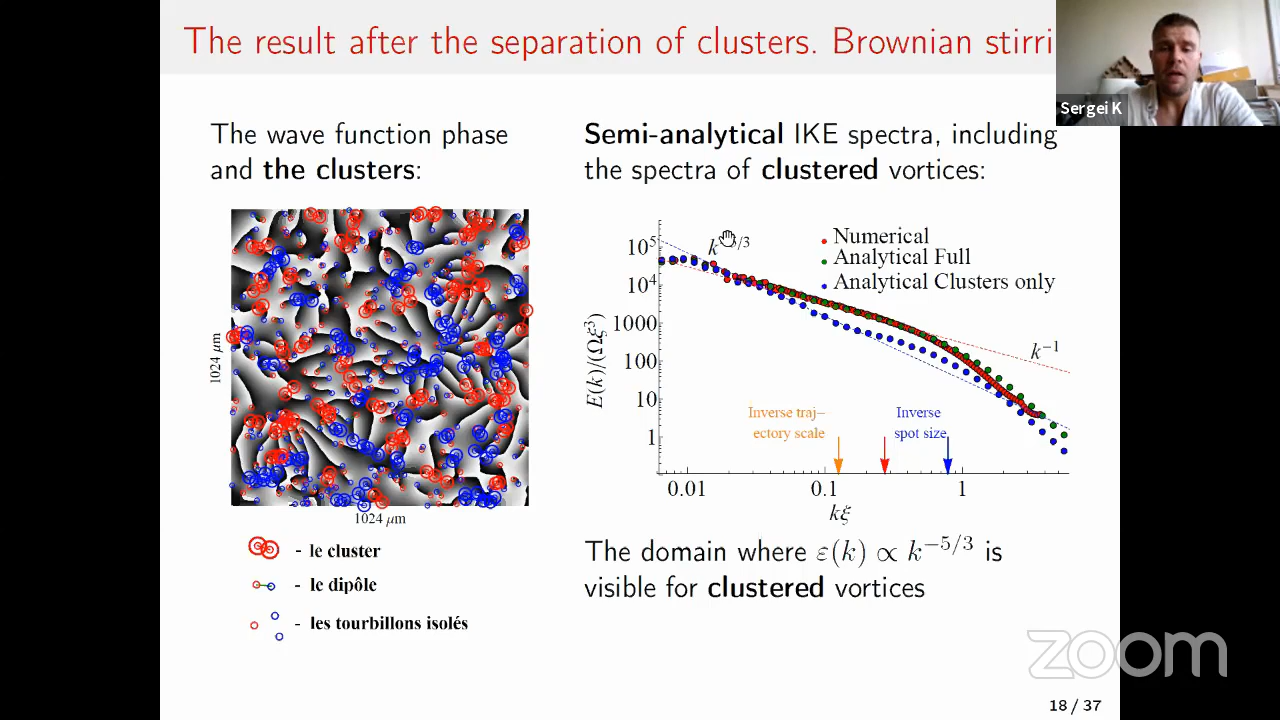 The result after the separation of clusters. Brownian stirri
Sergei K
The wave function phase
and the clusters:
1024 μm
1024 μm
- le cluster
- le dipôle
- les tourbillons isolés
Semi-analytical IKE spectra, including
the spectra of clustered vortices:
E(k)/(Ωξ³)
10⁵
10⁴
1000
100
10
1
k /3
Numerical
Analytical Full
Analytical Clusters only
k⁻¹
Inverse traj-
ectory scale
Inverse
spot size
0.01 0.1 1
kξ
The domain where ε(k) ∝ k⁻⁵/³ is
visible for clustered vortices
zoom
18 / 37